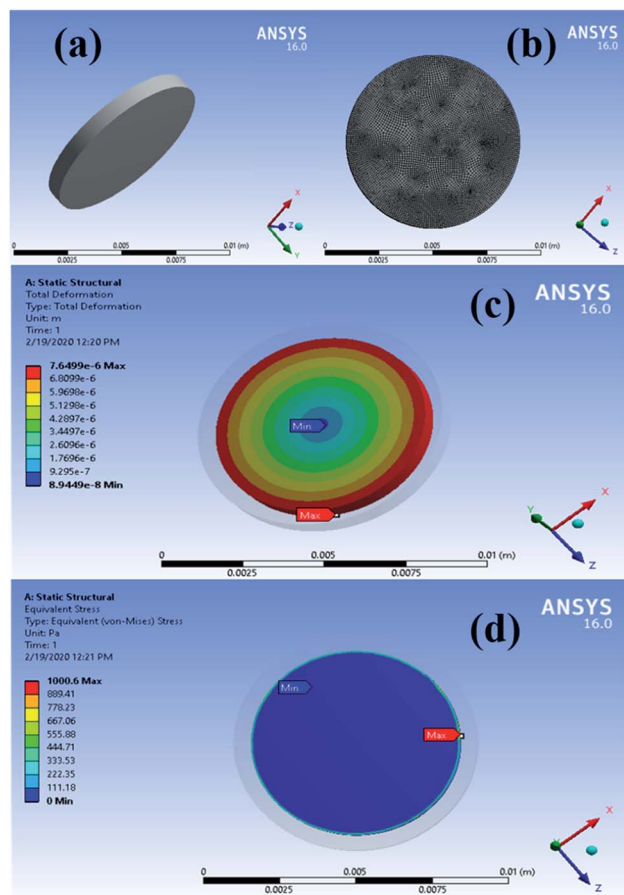 (a)
ANSYS
16.0
X
Z
Y
0 0.005 0.01 (m)
0.0025 0.0075
(b)
ANSYS
16.0
X
Z
0 0.005 0.01 (m)
0.0025 0.0075
A: Static Structural
Total Deformation
Type: Total Deformation
Unit: m
Time: 1
2/19/2020 12:20 PM
7.6499e-6 Max
6.8099e-6
5.9698e-6
5.1298e-6
4.2897e-6
3.4497e-6
2.6096e-6
1.7696e-6
9.295e-7
8.9449e-8 Min
(c)
ANSYS
16.0
Min
Max
Y
X
Z
0 0.005 0.01 (m)
0.0025 0.0075
A: Static Structural
Equivalent Stress
Type: Equivalent (von-Mises) Stress
Unit: Pa
Time: 1
2/19/2020 12:21 PM
1000.6 Max
889.41
778.23
667.06
555.88
444.71
333.53
222.35
111.18
0 Min
(d)
ANSYS
16.0
Min
Max
X
Z
0 0.005 0.01 (m)
0.0025 0.0075